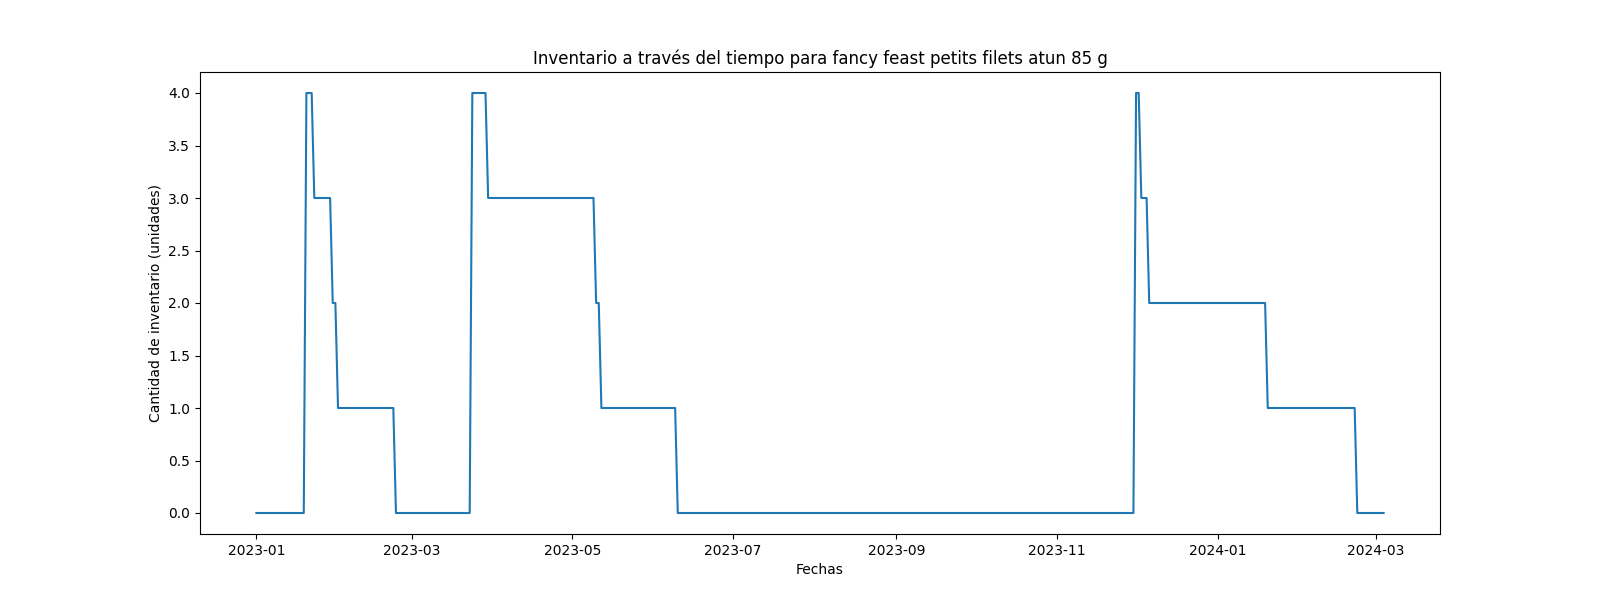 Inventario a través del tiempo para fancy feast petits filets atun 85 g
Cantidad de inventario (unidades)
4.0
3.5
3.0
2.5
2.0
1.5
1.0
0.5
0.0
2023-01 2023-03 2023-05 2023-07 2023-09 2023-11 2024-01 2024-03
Fechas